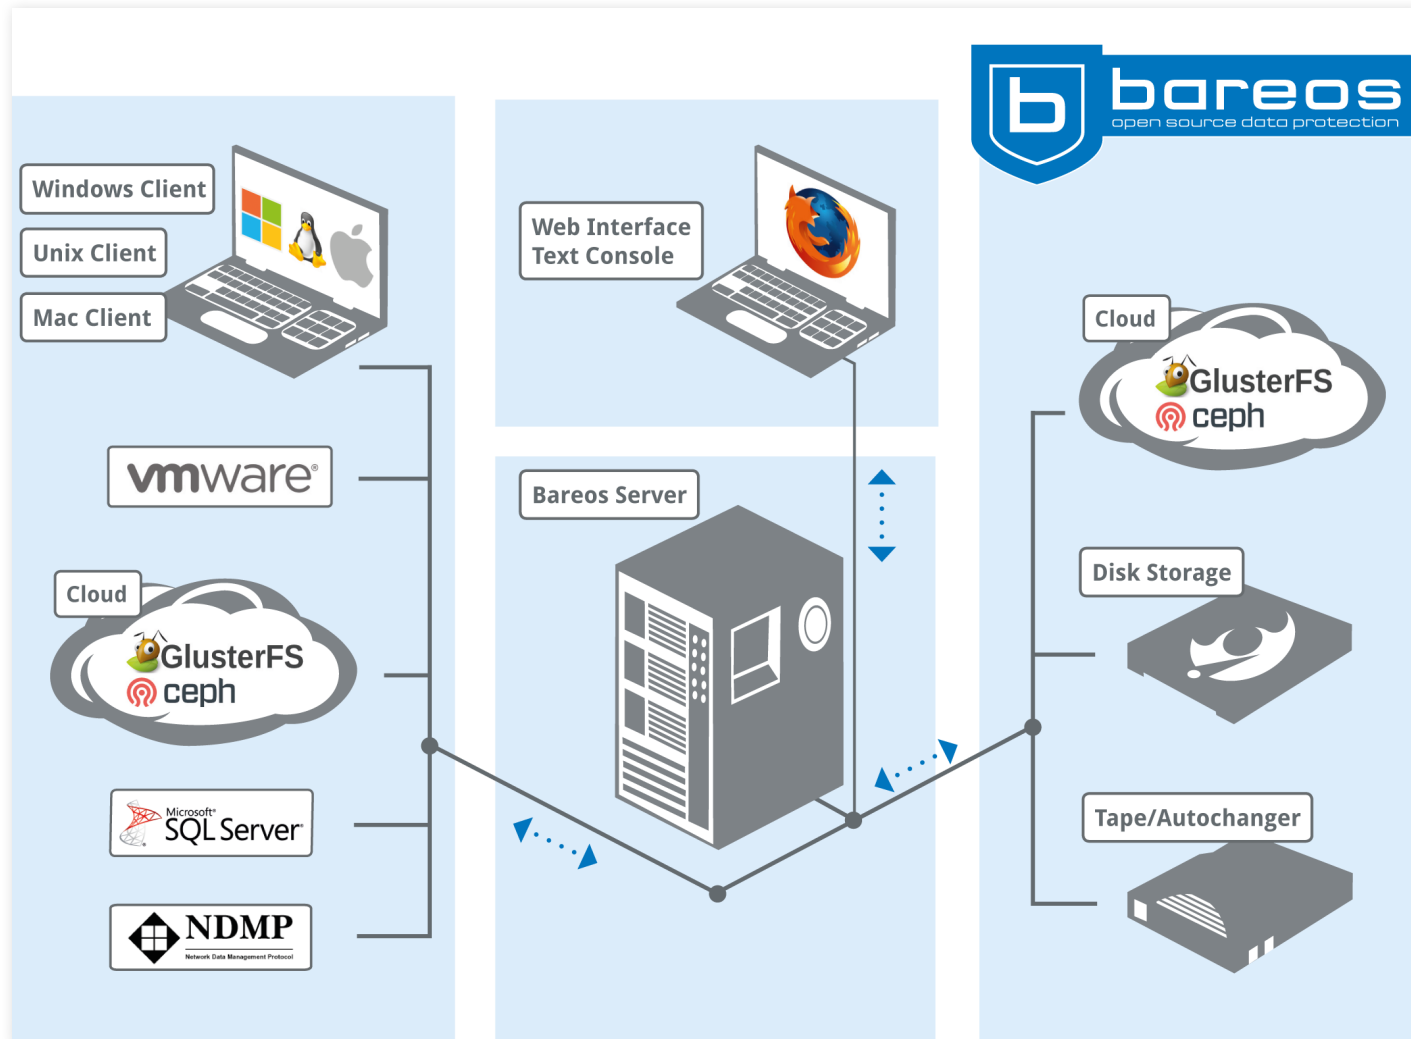 bareos
open source data protection
Windows Client
Unix Client
Mac Client
vmware®
Cloud
GlusterFS
ceph
Microsoft®
SQL Server®
NDMP
Network Data Management Protocol
Web Interface
Text Console
Bareos Server
Cloud
GlusterFS
ceph
Disk Storage
Tape/Autochanger